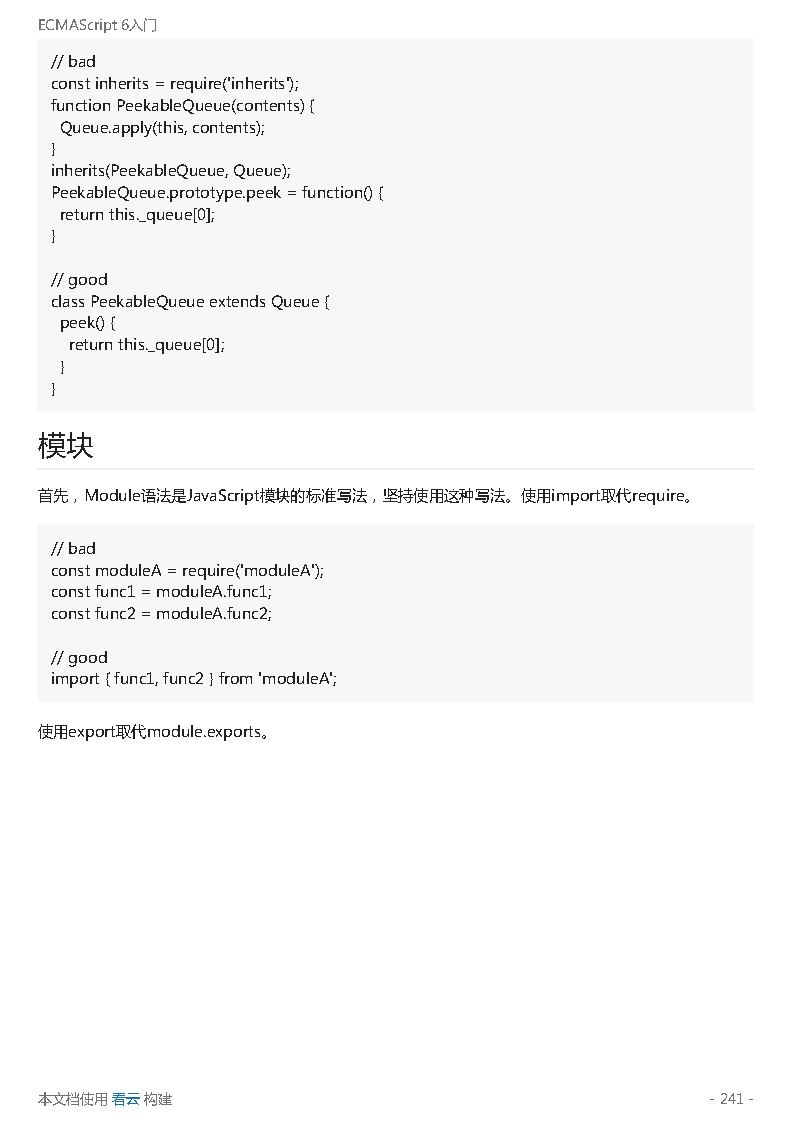 ECMAScript 6入门
// bad
const inherits = require('inherits');
function PeekableQueue(contents) {
  Queue.apply(this, contents);
}
inherits(PeekableQueue, Queue);
PeekableQueue.prototype.peek = function() {
  return this._queue[0];
}

// good
class PeekableQueue extends Queue {
  peek() {
    return this._queue[0];
  }
}
模块
首先，Module语法是JavaScript模块的标准写法，坚持使用这种写法。使用import取代require。
// bad
const moduleA = require('moduleA');
const func1 = moduleA.func1;
const func2 = moduleA.func2;

// good
import { func1, func2 } from 'moduleA';
使用export取代module.exports。
本文档使用 看云 构建
- 241 -